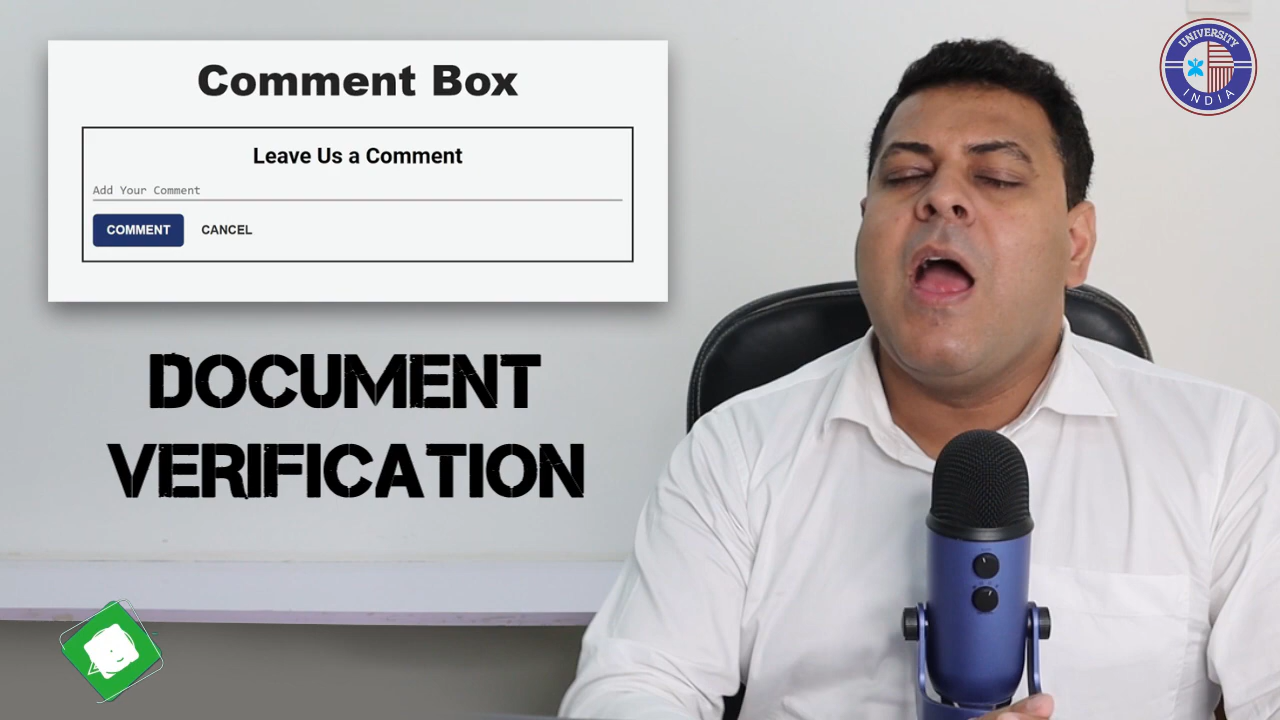 Comment Box
Leave Us a Comment
Add Your Comment
COMMENT CANCEL
DOCUMENT
VERIFICATION
UNIVERSITY
INDIA